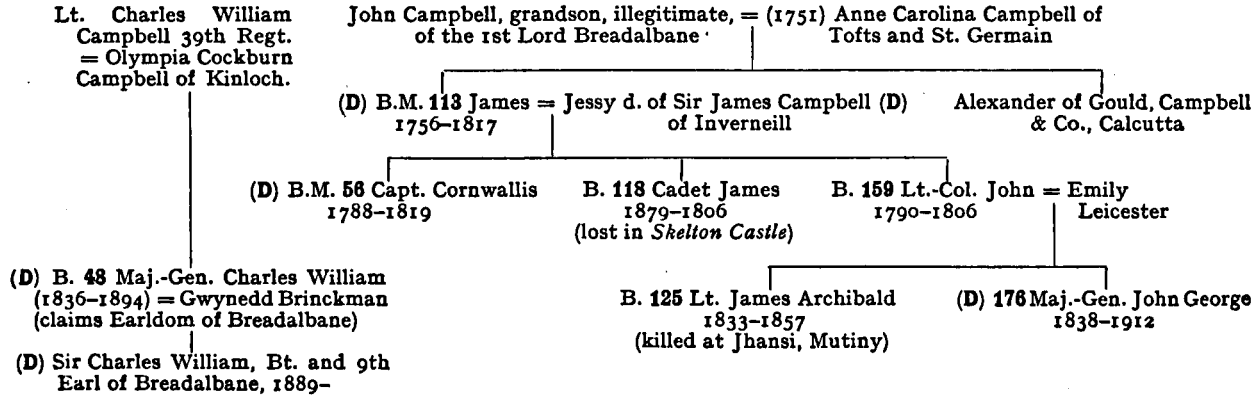 Lt. Charles William
Campbell 39th Regt.
= Olympia Cockburn
Campbell of Kinloch.
John Campbell, grandson, illegitimate, = (1751) Anne Carolina Campbell of
of the 1st Lord Breadalbane
Tofts and St. Germain
(D) B.M. 113 James = Jessy d. of Sir James Campbell (D)
1756–1817
of Inverneill
Alexander of Gould, Campbell
& Co., Calcutta
(D) B.M. 56 Capt. Cornwallis
1788–1819
B. 118 Cadet James
1879–1806
(lost in Skelton Castle)
B. 159 Lt.-Col. John = Emily
1790–1806
Leicester
(D) B. 48 Maj.-Gen. Charles William
(1836–1894) = Gwynedd Brinckman
(claims Earldom of Breadalbane)
B. 125 Lt. James Archibald
1833–1857
(killed at Jhansi, Mutiny)
(D) 176 Maj.-Gen. John George
1838–1912
(D) Sir Charles William, Bt. and 9th
Earl of Breadalbane, 1889–